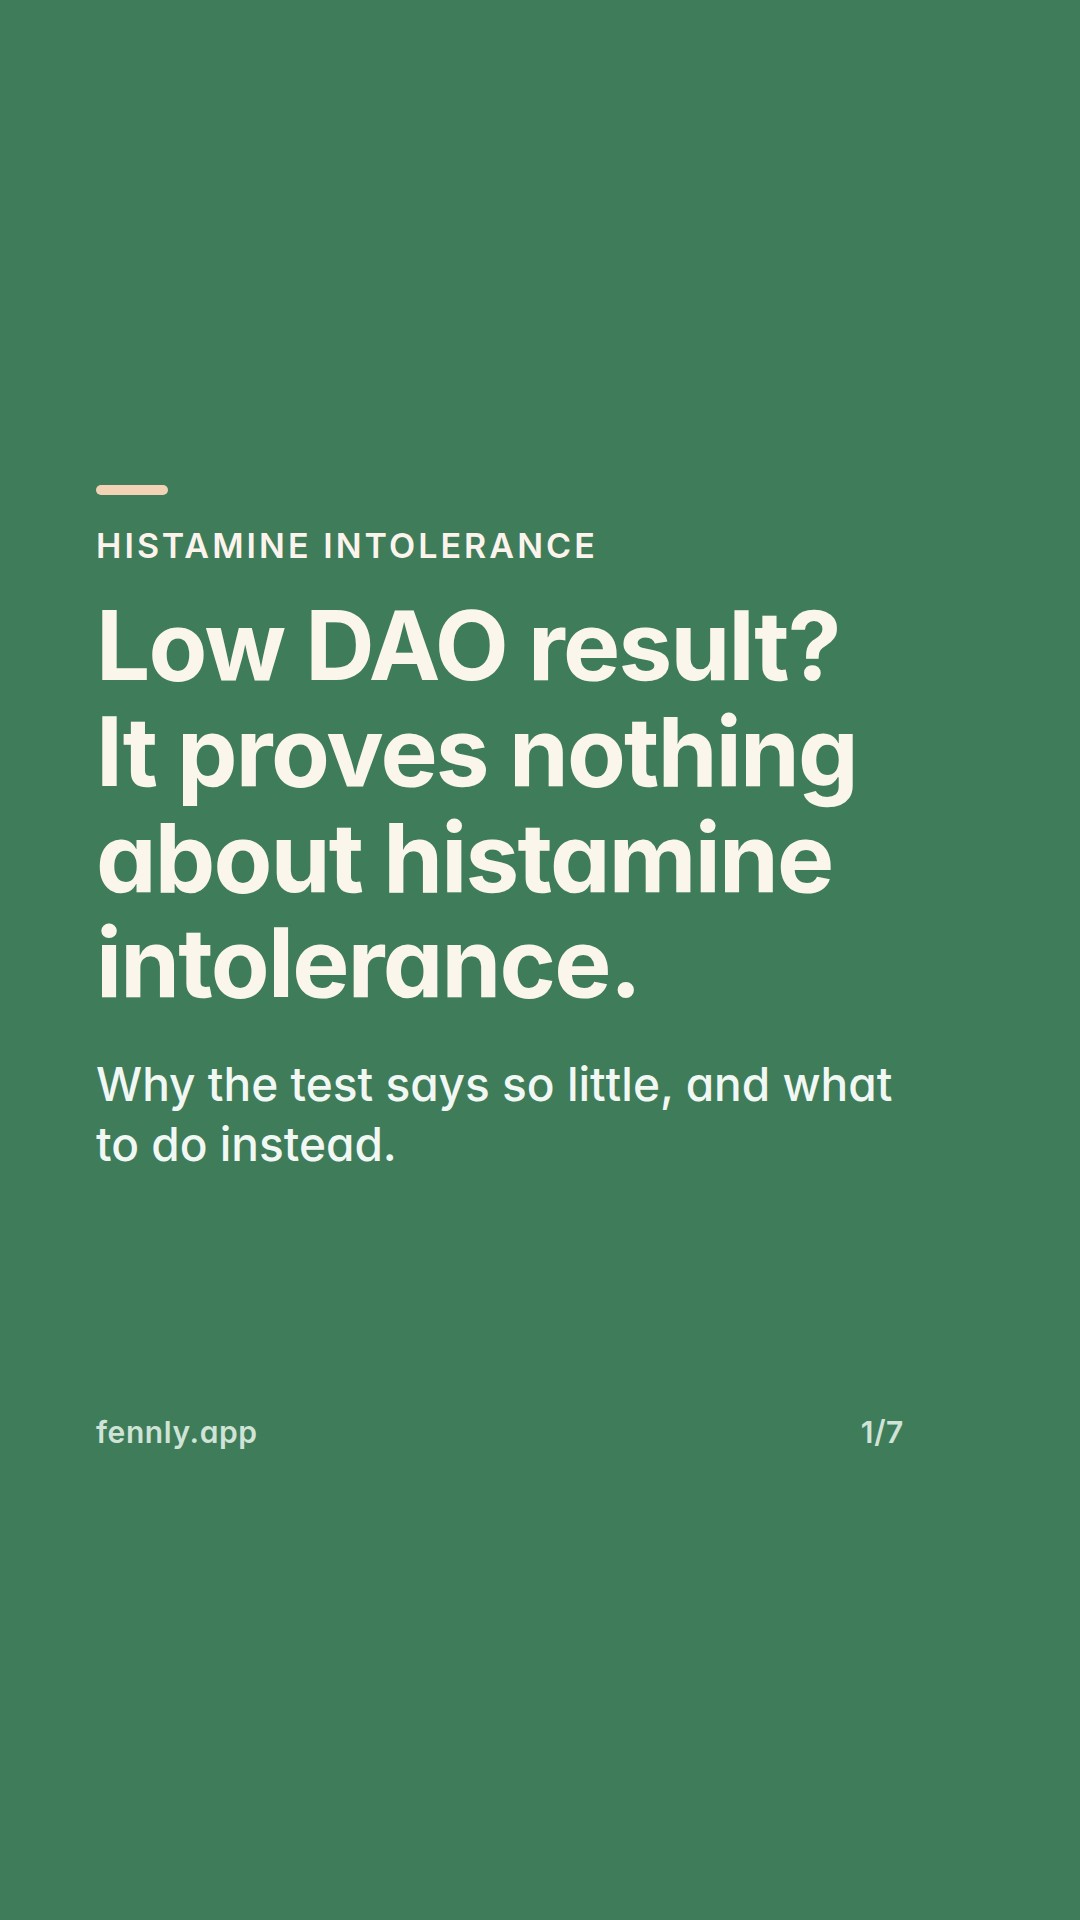 HISTAMINE INTOLERANCE
Low DAO result?
It proves nothing
about histamine
intolerance.
Why the test says so little, and what
to do instead.
fennly.app
1/7